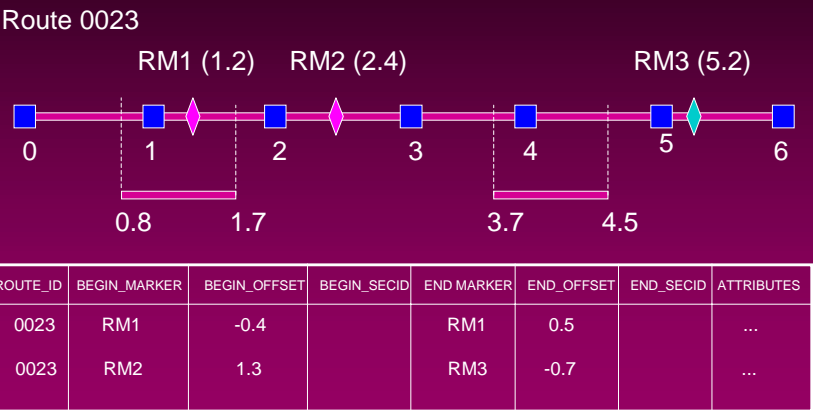 Route 0023
RM1 (1.2) RM2 (2.4) RM3 (5.2)
0 1 2 3 4 5 6
0.8 1.7 3.7 4.5
ROUTE_ID BEGIN_MARKER BEGIN_OFFSET BEGIN_SECID END MARKER END_OFFSET END_SECID ATTRIBUTES
0023 RM1 -0.4 RM1 0.5 ...
0023 RM2 1.3 RM3 -0.7 ...